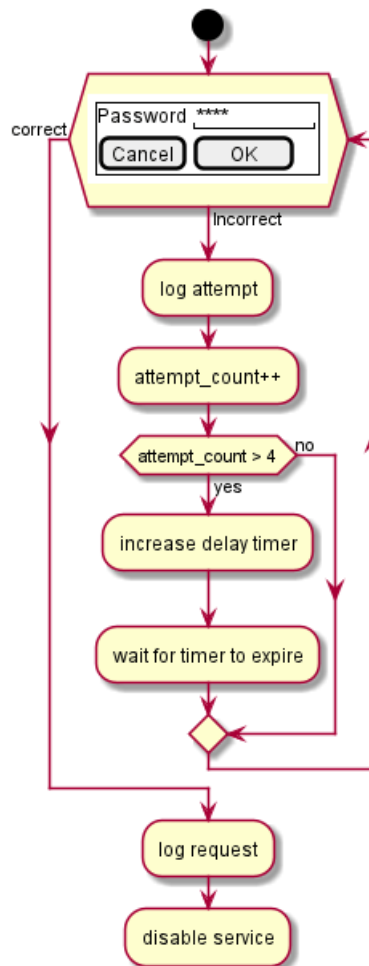 Password ****
Cancel OK
correct
Incorrect
log attempt
attempt_count++
attempt_count > 4
no
yes
increase delay timer
wait for timer to expire
log request
disable service